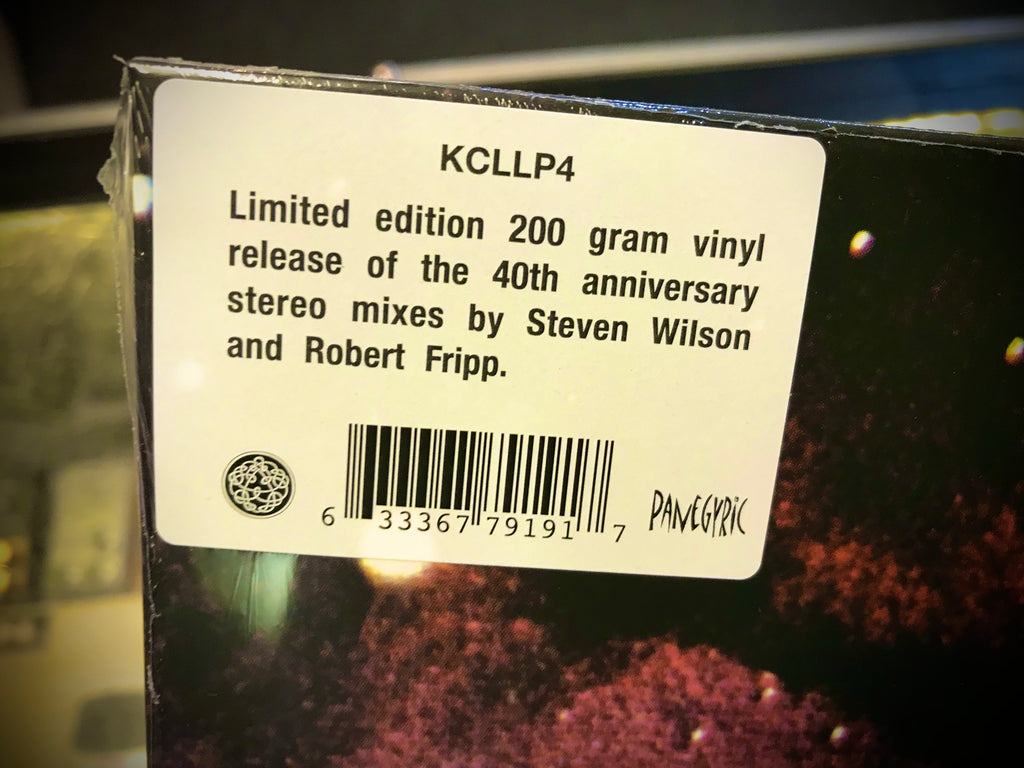 KCLLP4
Limited edition 200 gram vinyl
release of the 40th anniversary
stereo mixes by Steven Wilson
and Robert Fripp.
6 33367 79191 7
PANEGYRIC